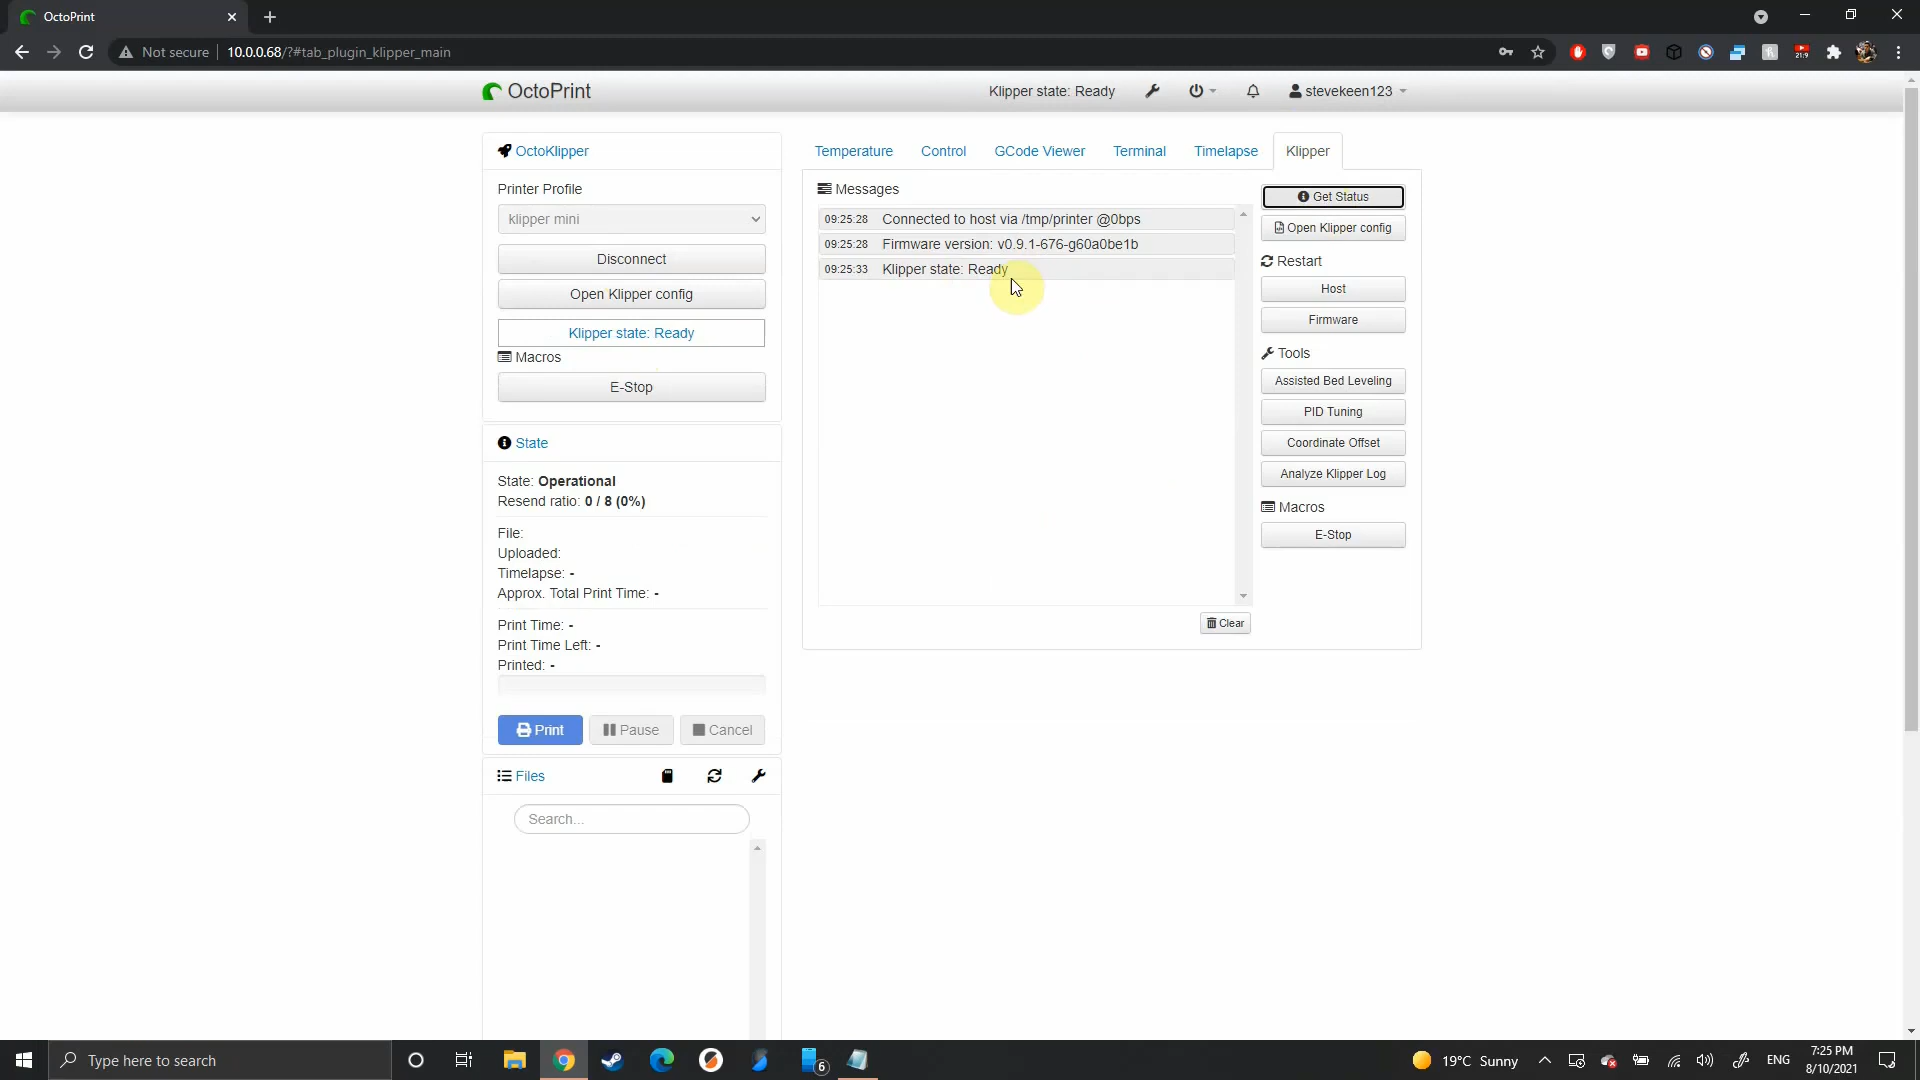 OctoPrint
Not secure
10.0.0.68/?#tab_plugin_klipper_main
21:9
OctoPrint
Klipper state: Ready
stevekeen123
OctoKlipper
Printer Profile
klipper mini
Disconnect
Open Klipper config
Klipper state: Ready
Macros
E-Stop
State
State: Operational
Resend ratio: 0 / 8 (0%)
File:
Uploaded:
Timelapse: -
Approx. Total Print Time: -
Print Time: -
Print Time Left: -
Printed: -
Print
Pause
Cancel
Files
Search...
Temperature
Control
GCode Viewer
Terminal
Timelapse
Klipper
Messages
09:25:28 Connected to host via /tmp/printer @0bps
09:25:28 Firmware version: v0.9.1-676-g60a0be1b
09:25:33 Klipper state: Ready
Clear
Get Status
Open Klipper config
Restart
Host
Firmware
Tools
Assisted Bed Leveling
PID Tuning
Coordinate Offset
Analyze Klipper Log
Macros
E-Stop
Type here to search
6
19°C Sunny
ENG
7:25 PM
8/10/2021